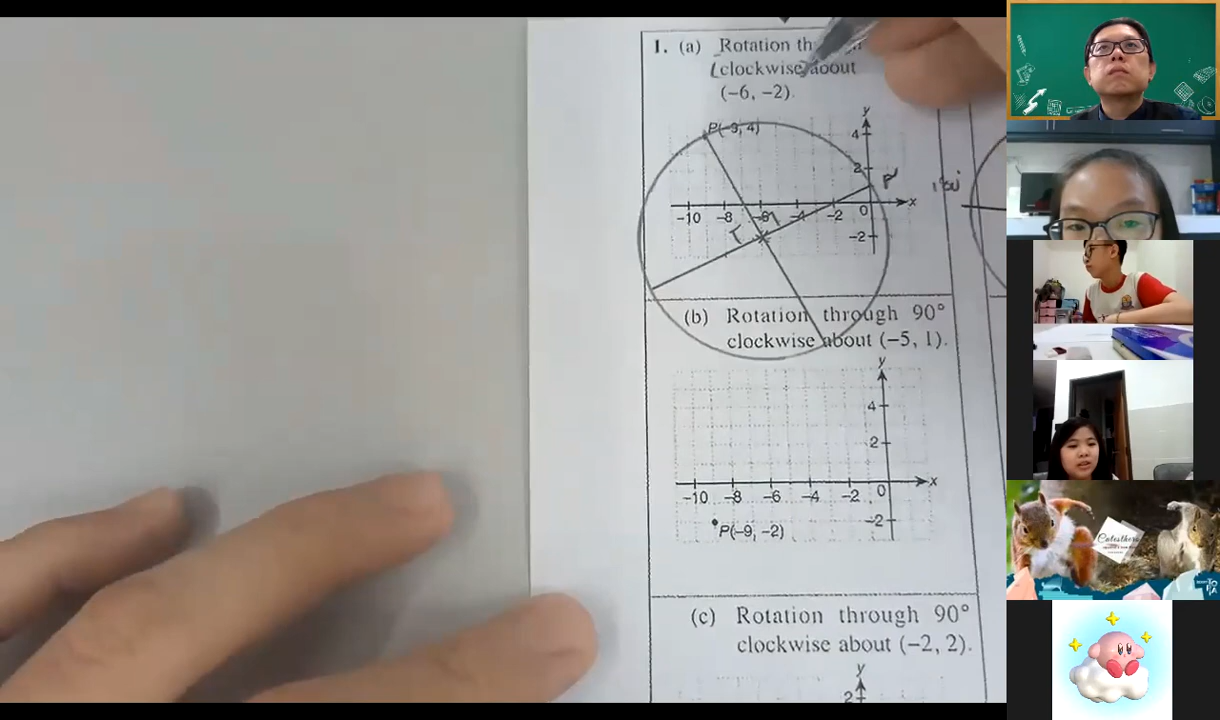 1. (a) Rotation th
clockwise about
(−6, −2).
P(−9, 4)
y
4
2
P'
x
−10 −8 −6 −4 −2 0
−2
(b) Rotation through 90°
clockwise about (−5, 1).
y
4
2
x
−10 −8 −6 −4 −2 0
−2
P(−9, −2)
(c) Rotation through 90°
clockwise about (−2, 2).
y
2